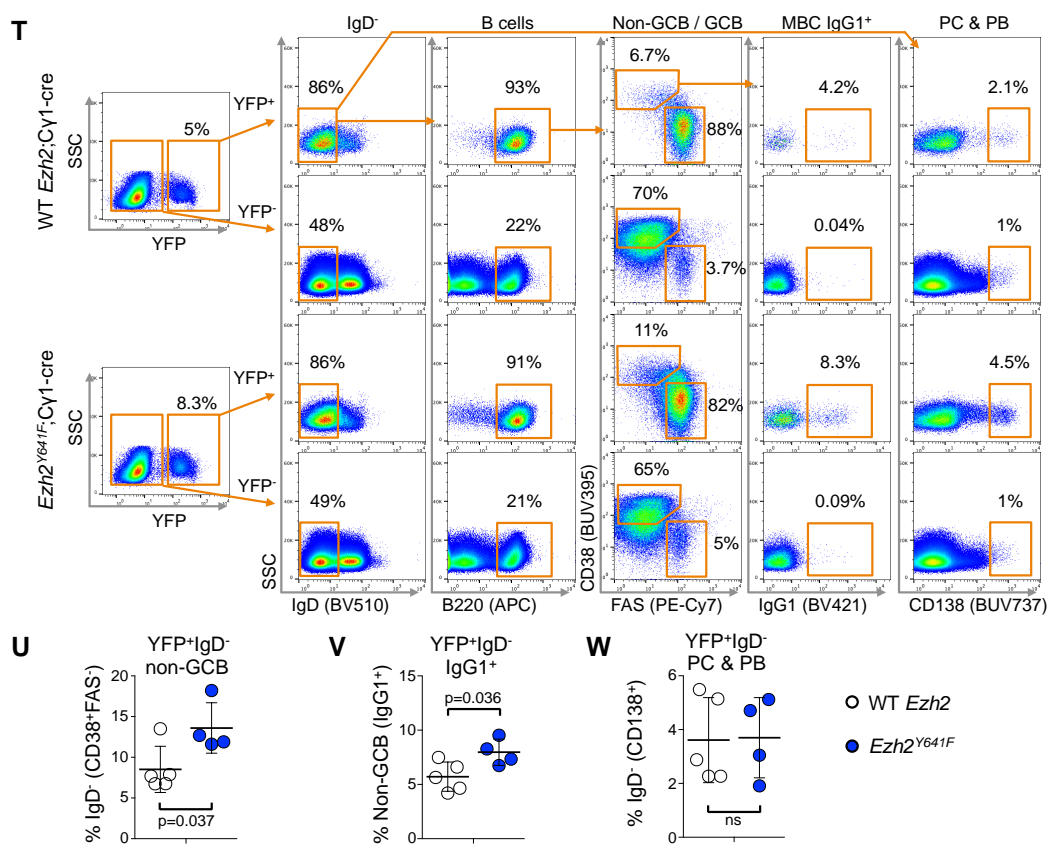 T
IgD-
B cells
Non-GCB / GCB
MBC IgG1+
PC & PB
WT Ezh2;Cγ1-cre
SSC
YFP
5%
YFP+
YFP-
86%
93%
6.7%
88%
4.2%
2.1%
48%
22%
70%
3.7%
0.04%
1%
Ezh2Y641F;Cγ1-cre
SSC
YFP
8.3%
YFP+
YFP-
86%
91%
11%
82%
8.3%
4.5%
49%
21%
65%
5%
0.09%
1%
SSC
CD38 (BUV395)
IgD (BV510)
B220 (APC)
FAS (PE-Cy7)
IgG1 (BV421)
CD138 (BUV737)
U
YFP+IgD-
non-GCB
% IgD- (CD38+FAS-)
20
15
10
5
0
p=0.037
V
YFP+IgD-
IgG1+
% Non-GCB (IgG1+)
15
10
5
0
p=0.036
W
YFP+IgD-
PC & PB
% IgD- (CD138+)
6
4
2
0
ns
WT Ezh2
Ezh2Y641F